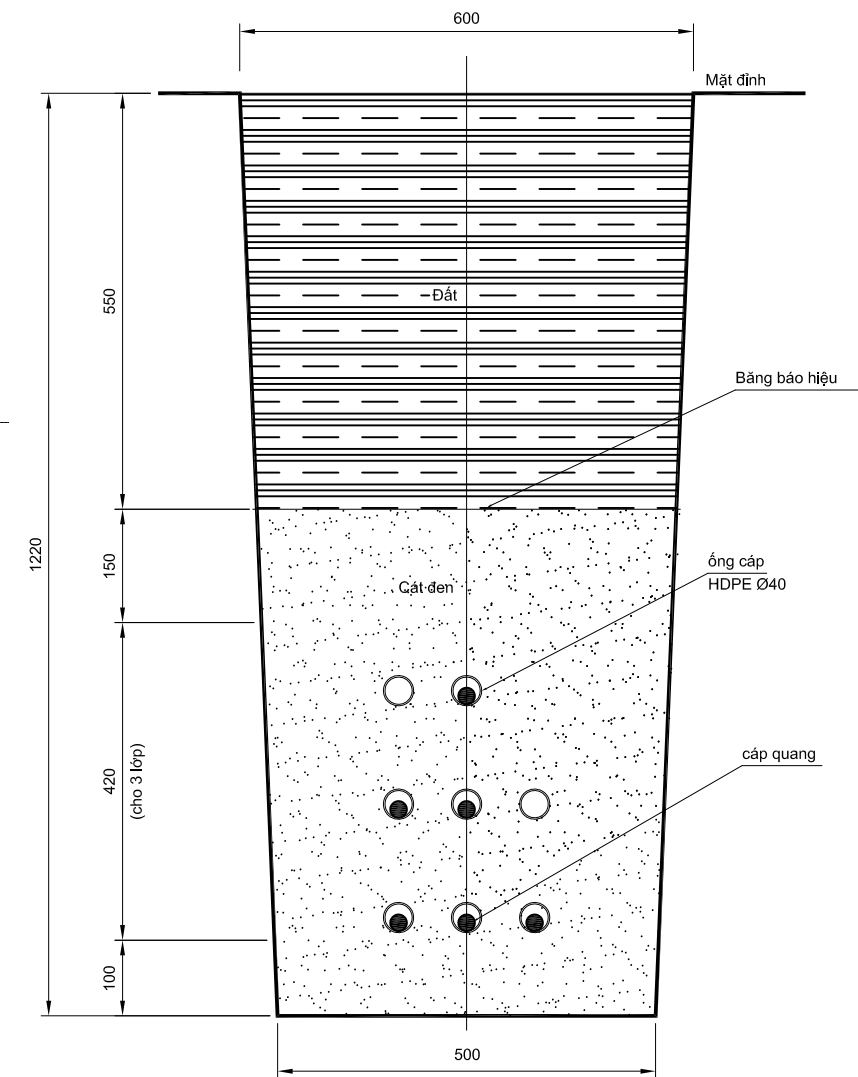 600
Mặt đỉnh
550
Đất
Băng báo hiệu
1220
150
Cát đen
ống cáp
HDPE Ø40
420
(cho 3 lớp)
cáp quang
100
500